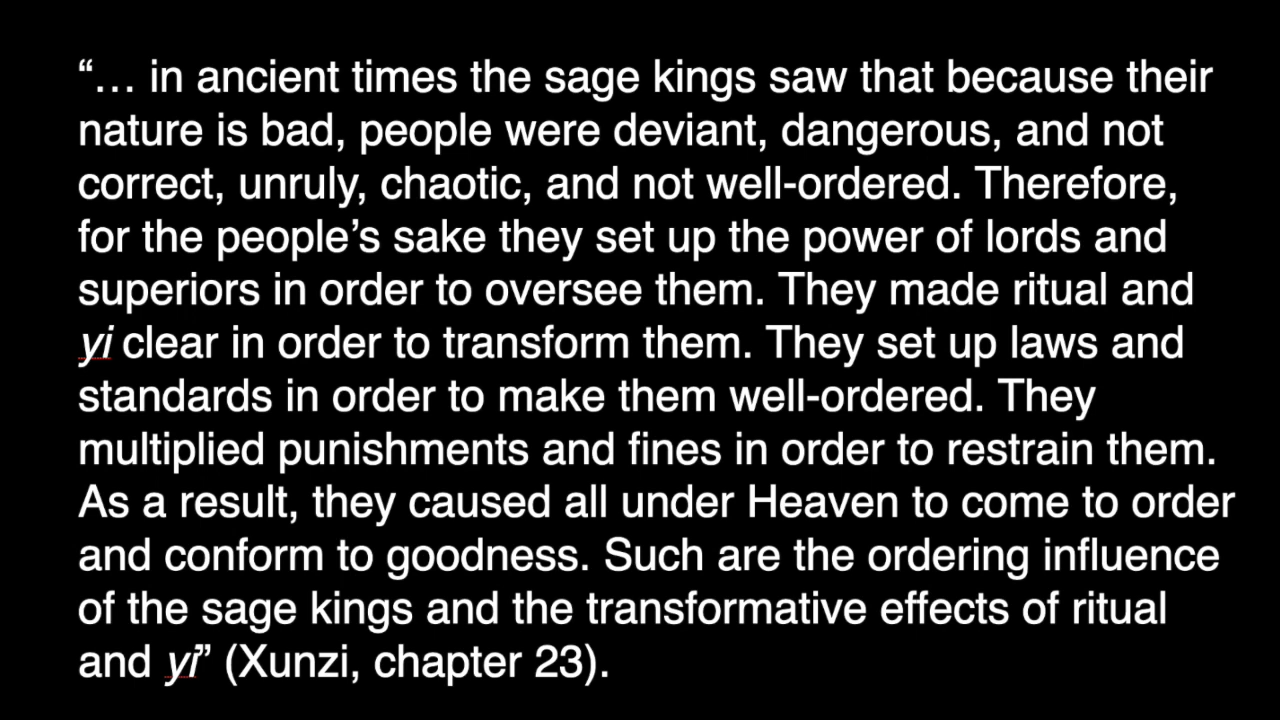 “… in ancient times the sage kings saw that because their
nature is bad, people were deviant, dangerous, and not
correct, unruly, chaotic, and not well-ordered. Therefore,
for the people’s sake they set up the power of lords and
superiors in order to oversee them. They made ritual and
yi clear in order to transform them. They set up laws and
standards in order to make them well-ordered. They
multiplied punishments and fines in order to restrain them.
As a result, they caused all under Heaven to come to order
and conform to goodness. Such are the ordering influence
of the sage kings and the transformative effects of ritual
and yi” (Xunzi, chapter 23).